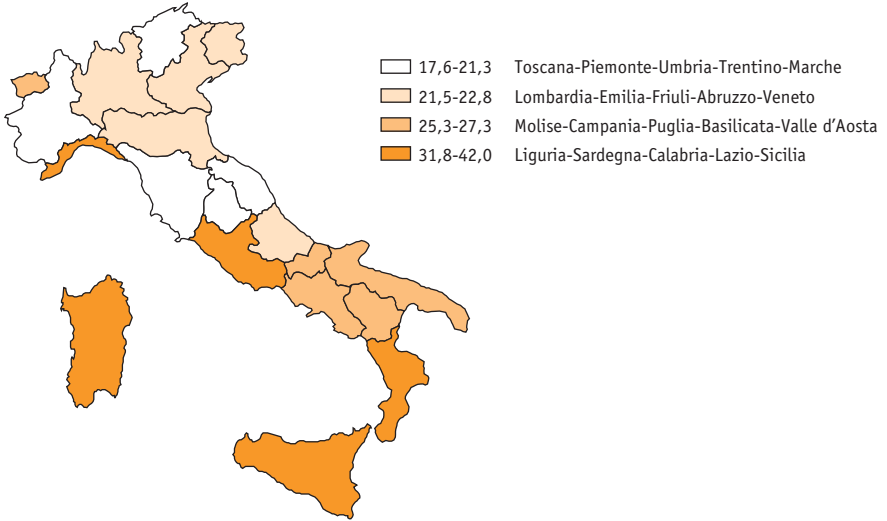 17,6-21,3 Toscana-Piemonte-Umbria-Trentino-Marche
21,5-22,8 Lombardia-Emilia-Friuli-Abruzzo-Veneto
25,3-27,3 Molise-Campania-Puglia-Basilicata-Valle d'Aosta
31,8-42,0 Liguria-Sardegna-Calabria-Lazio-Sicilia